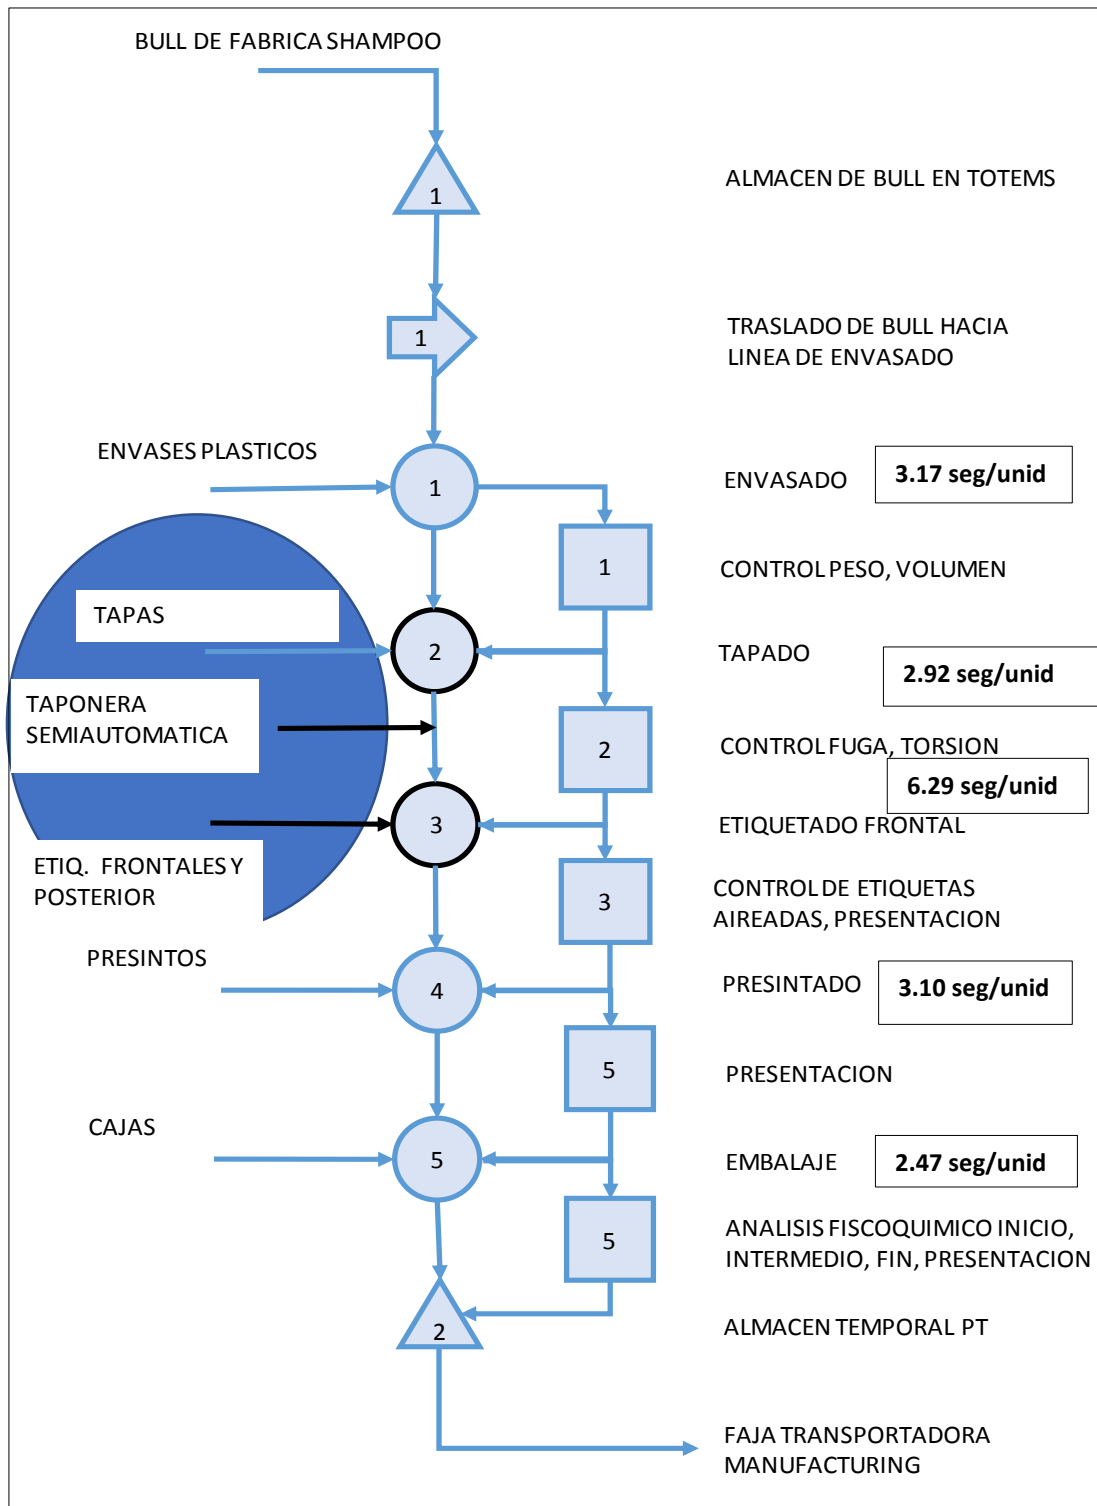 BULL DE FABRICA SHAMPOO
1
ALMACEN DE BULL EN TOTEMS
1
TRASLADO DE BULL HACIA
LINEA DE ENVASADO
ENVASES PLASTICOS
1
ENVASADO
3.17 seg/unid
1
CONTROL PESO, VOLUMEN
TAPAS
2
TAPADO
2.92 seg/unid
TAPONERA
SEMIAUTOMATICA
2
CONTROL FUGA, TORSION
6.29 seg/unid
3
ETIQUETADO FRONTAL
ETIQ. FRONTALES Y
POSTERIOR
3
CONTROL DE ETIQUETAS
AIREADAS, PRESENTACION
PRESINTOS
4
PRESINTADO
3.10 seg/unid
5
PRESENTACION
CAJAS
5
EMBALAJE
2.47 seg/unid
5
ANALISIS FISCOQUIMICO INICIO,
INTERMEDIO, FIN, PRESENTACION
2
ALMACEN TEMPORAL PT
FAJA TRANSPORTADORA
MANUFACTURING